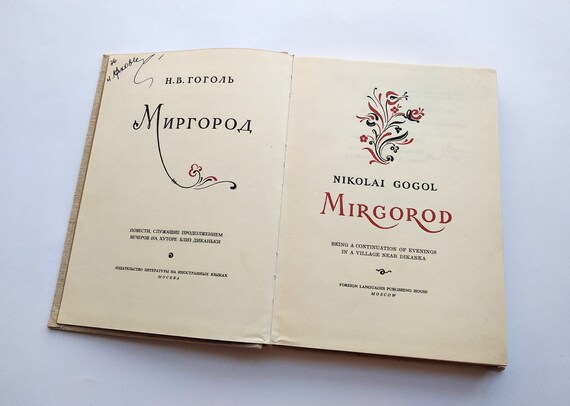 Н.В. ГОГОЛЬ
МИРГОРОД
ПОВЕСТИ, СЛУЖАЩИЕ ПРОДОЛЖЕНИЕМ
ВЕЧЕРОВ НА ХУТОРЕ БЛИЗ ДИКАНЬКИ
ИЗДАТЕЛЬСТВО ЛИТЕРАТУРЫ НА ИНОСТРАННЫХ ЯЗЫКАХ
МОСКВА
NIKOLAI GOGOL
MIRGOROD
BEING A CONTINUATION OF EVENINGS
IN A VILLAGE NEAR DIKANKA
FOREIGN LANGUAGES PUBLISHING HOUSE
MOSCOW